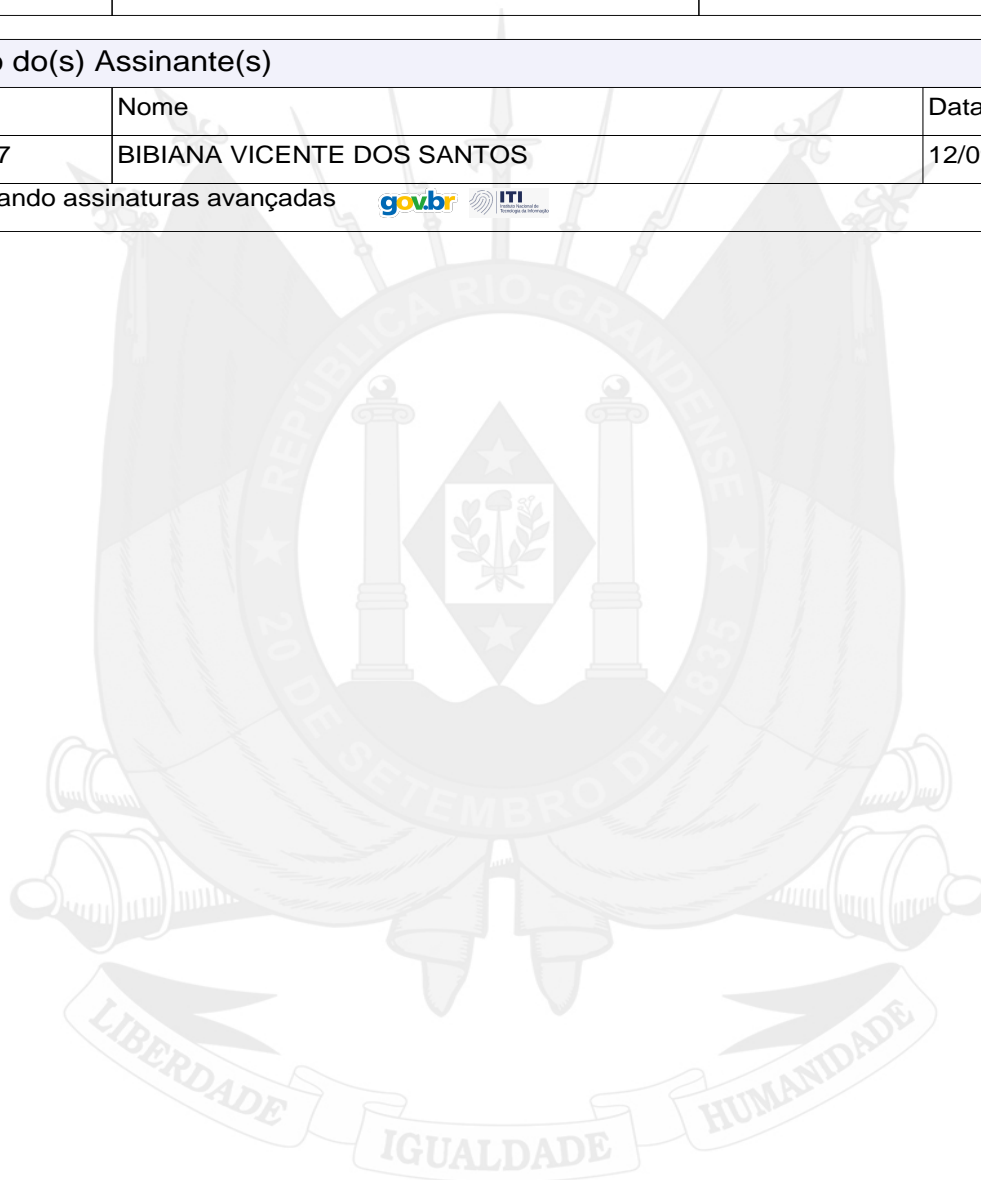 o do(s) Assinante(s)
Nome Data
7 BIBIANA VICENTE DOS SANTOS 12/0
ando assinaturas avançadas gov.br ITI
REPÚBLICA RIO-GRANDENSE
20 DE SETEMBRO DE 1835
LIBERDADE IGUALDADE HUMANIDADE